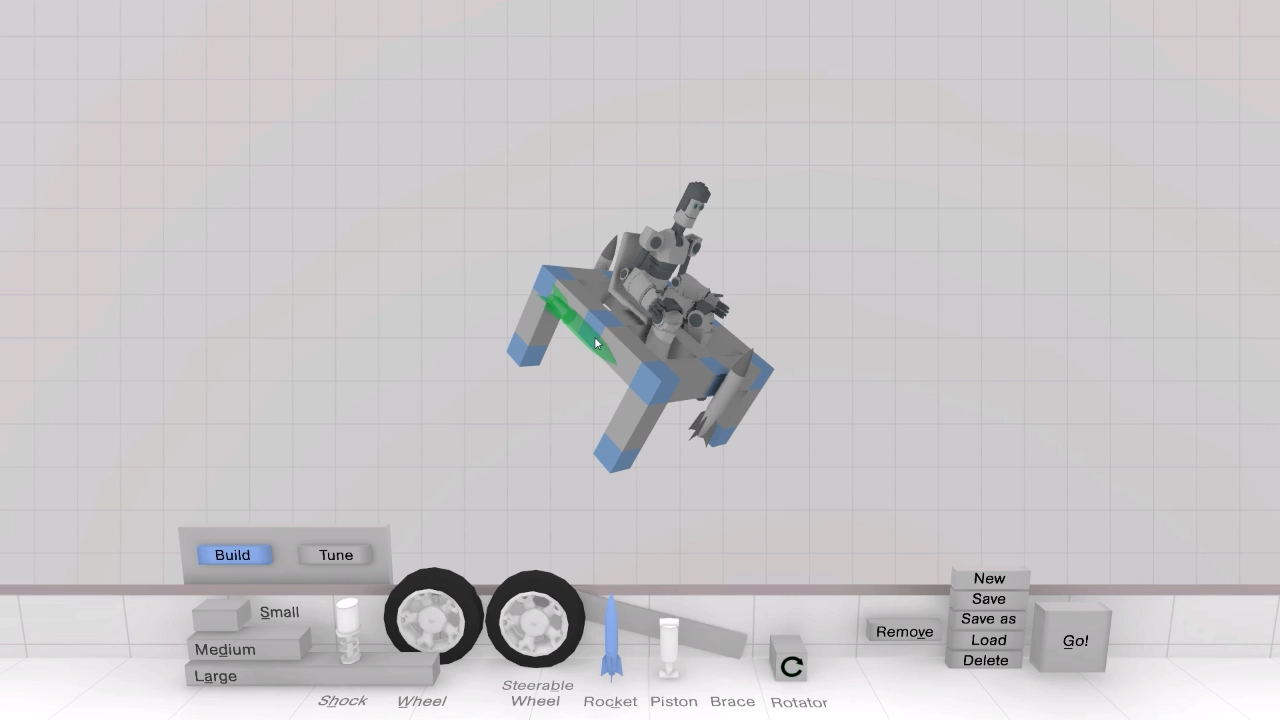 Build
Tune
Small
Medium
Large
Shock
Wheel
Steerable
Wheel
Rocket
Piston
Brace
Rotator
Remove
New
Save
Save as
Load
Delete
Go!